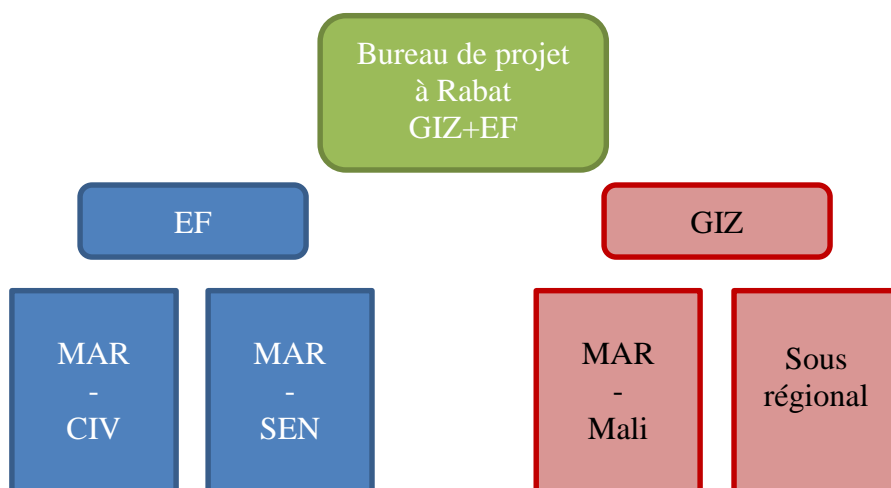 Bureau de projet
à Rabat
GIZ+EF
EF
GIZ
MAR
-
CIV
MAR
-
SEN
MAR
-
Mali
Sous
régional